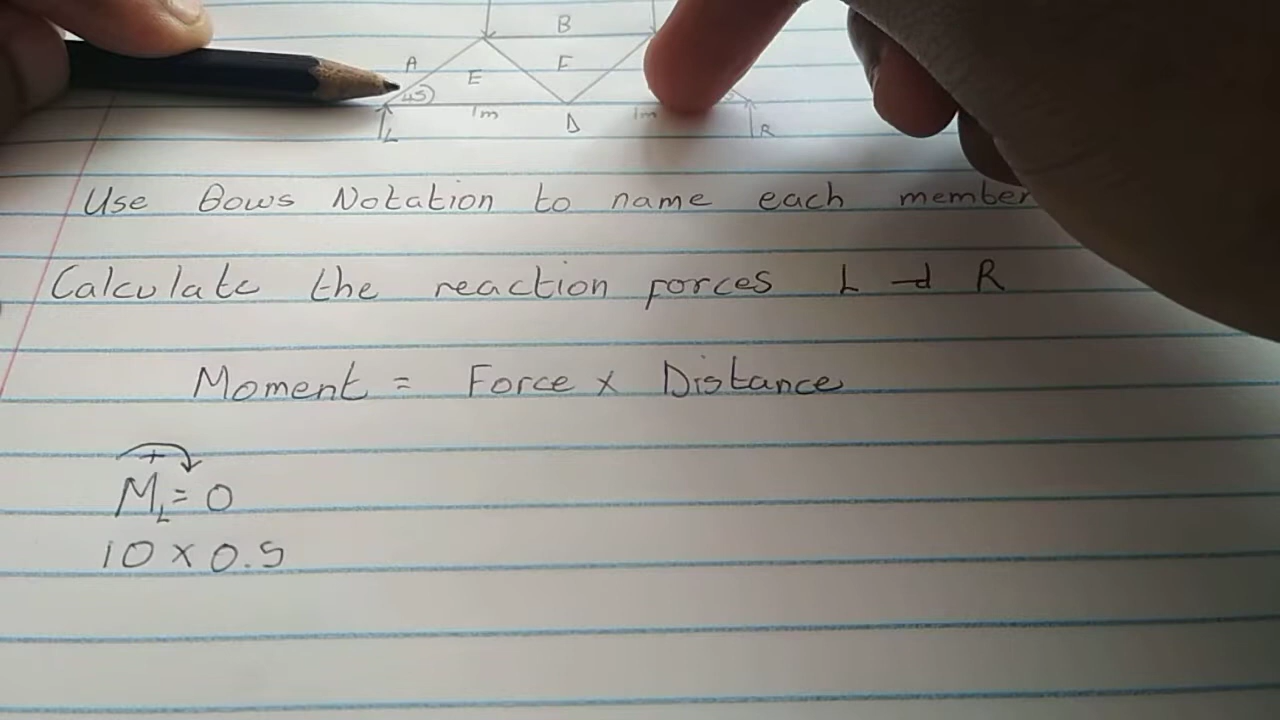 B
A E F
45
1m 1m
L D R
Use Bows Notation to name each member
Calculate the reaction forces L & R
Moment = Force x Distance
+
M_L = 0
10 x 0.5